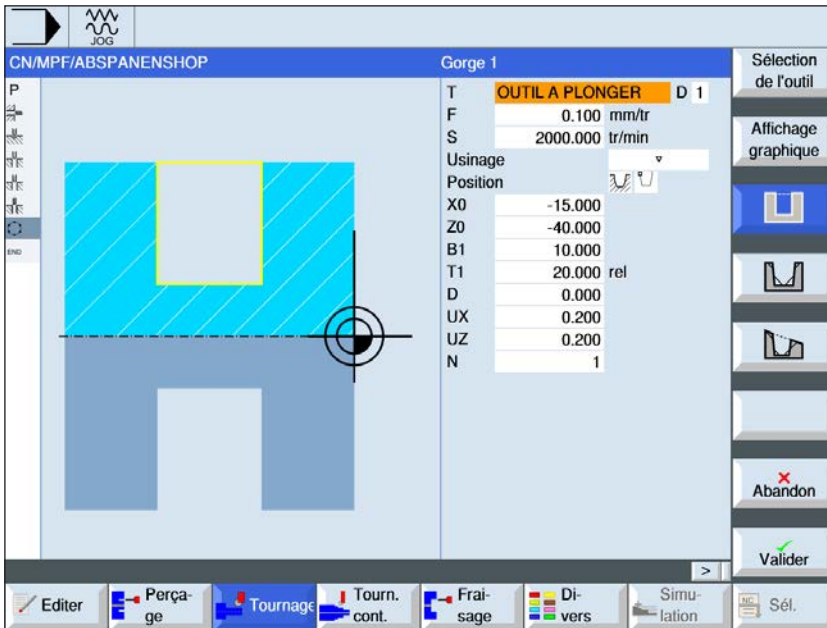 JOG
CN/MPF/ABSPANENSHOP
P
END
Gorge 1
T OUTIL A PLONGER D 1
F 0.100 mm/tr
S 2000.000 tr/min
Usinage
Position
X0 -15.000
Z0 -40.000
B1 10.000
T1 20.000 rel
D 0.000
UX 0.200
UZ 0.200
N 1
Sélection
de l'outil
Affichage
graphique
Abandon
Valider
>
Editer
Perça-
ge
Tournage
Tourn.
cont.
Frai-
sage
Di-
vers
Simu-
lation
NC
Sél.